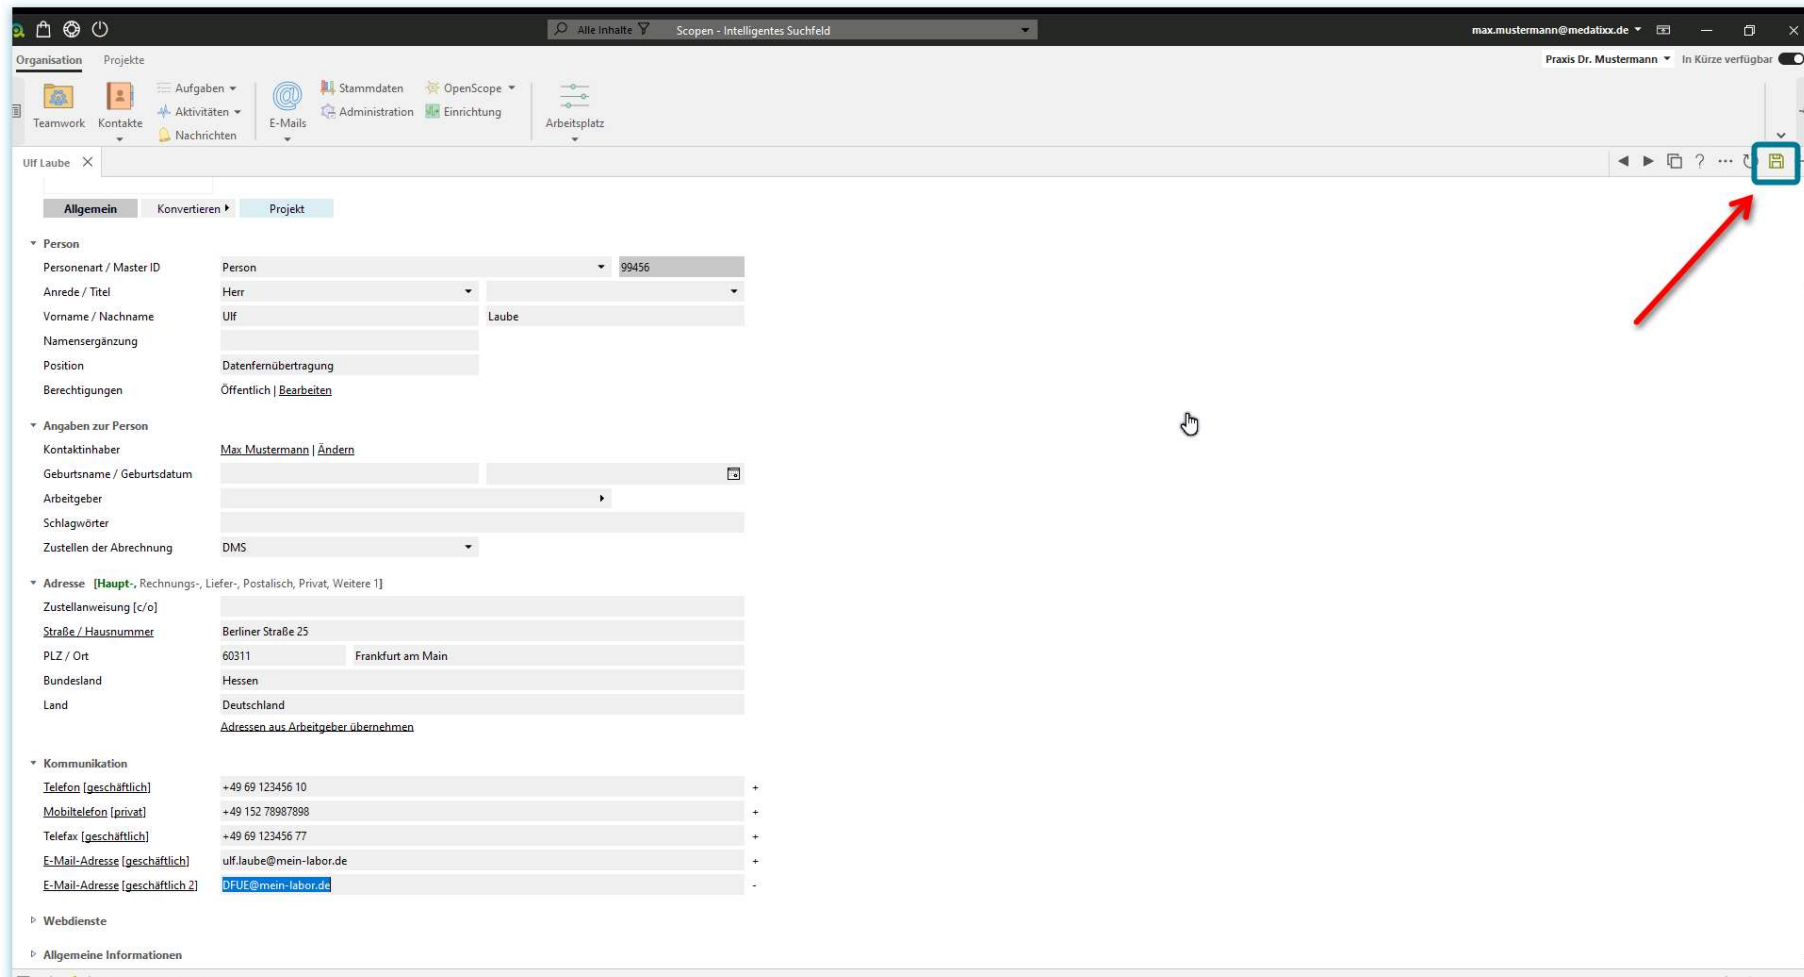 Alle Inhalte Scopen - Intelligentes Suchfeld max.mustermann@medatixx.de
Organisation Projekte Praxis Dr. Mustermann In Kürze verfügbar
Teamwork Kontakte Aufgaben Aktivitäten Nachrichten E-Mails Stammdaten Administration OpenScope Einrichtung Arbeitsplatz
Ulf Laube ? ...
Allgemein Konvertieren Projekt
Person
Personenart / Master ID Person 99456
Anrede / Titel Herr
Vorname / Nachname Ulf Laube
Namensergänzung
Position Datenfernübertragung
Berechtigungen Öffentlich | Bearbeiten
Angaben zur Person
Kontaktinhaber Max Mustermann | Ändern
Geburtsname / Geburtsdatum
Arbeitgeber
Schlagwörter
Zustellen der Abrechnung DMS
Adresse [Haupt-, Rechnungs-, Liefer-, Postalisch, Privat, Weitere 1]
Zustellanweisung [c/o]
Straße / Hausnummer Berliner Straße 25
PLZ / Ort 60311 Frankfurt am Main
Bundesland Hessen
Land Deutschland
Adressen aus Arbeitgeber übernehmen
Kommunikation
Telefon [geschäftlich] +49 69 123456 10 +
Mobiltelefon [privat] +49 152 78987898 +
Telefax [geschäftlich] +49 69 123456 77 +
E-Mail-Adresse [geschäftlich] ulf.laube@mein-labor.de +
E-Mail-Adresse [geschäftlich 2] DFUE@mein-labor.de -
Webdienste
Allgemeine Informationen